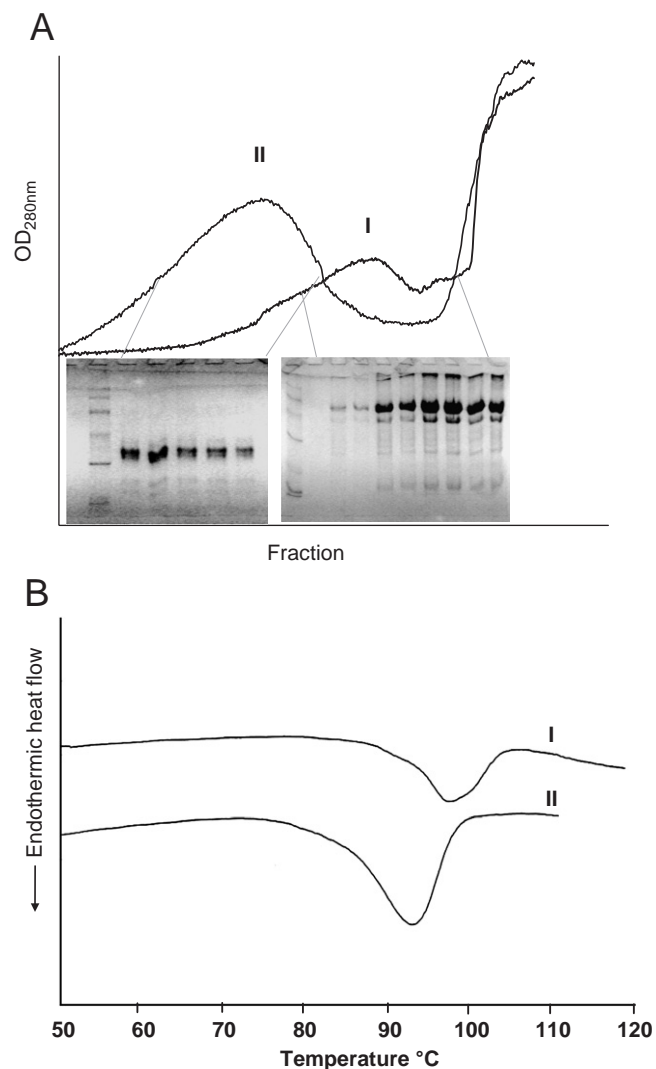 A
OD280nm
II
I
Fraction
B
Endothermic heat flow
I
II
50 60 70 80 90 100 110 120
Temperature °C